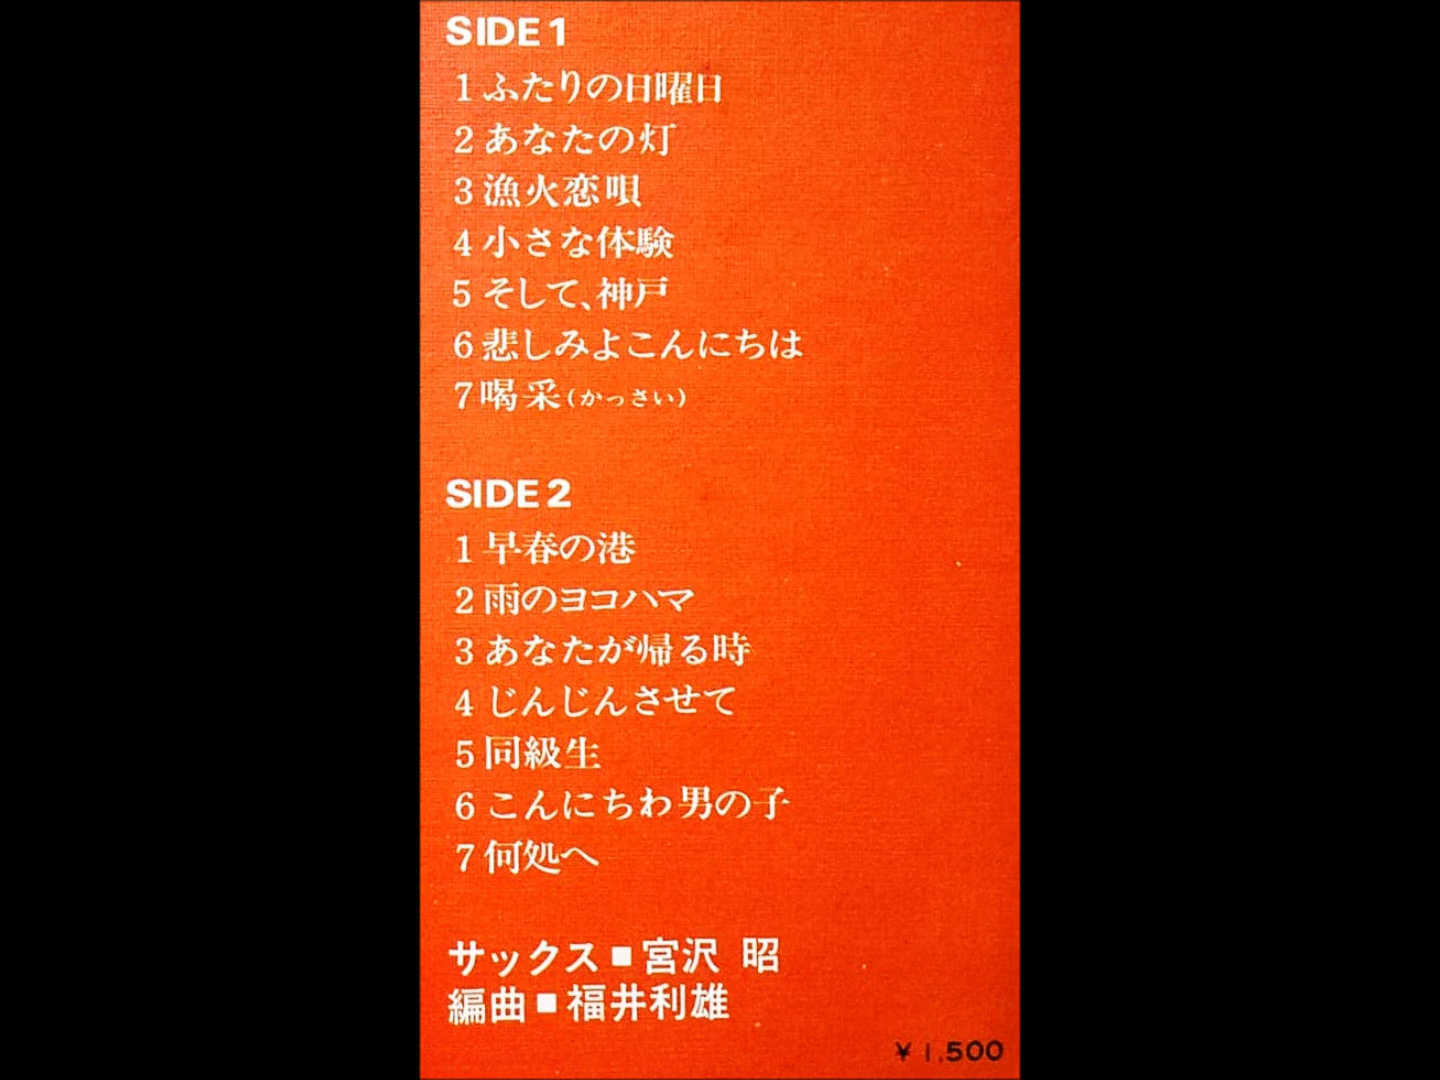 SIDE 1
1 ふたりの日曜日
2 あなたの灯
3 漁火恋唄
4 小さな体験
5 そして、神戸
6 悲しみよこんにちは
7 喝采(かっさい)
SIDE 2
1 早春の港
2 雨のヨコハマ
3 あなたが帰る時
4 じんじんさせて
5 同級生
6 こんにちわ男の子
7 何処へ
サックス■宮沢 昭
編曲■福井利雄
¥1,500